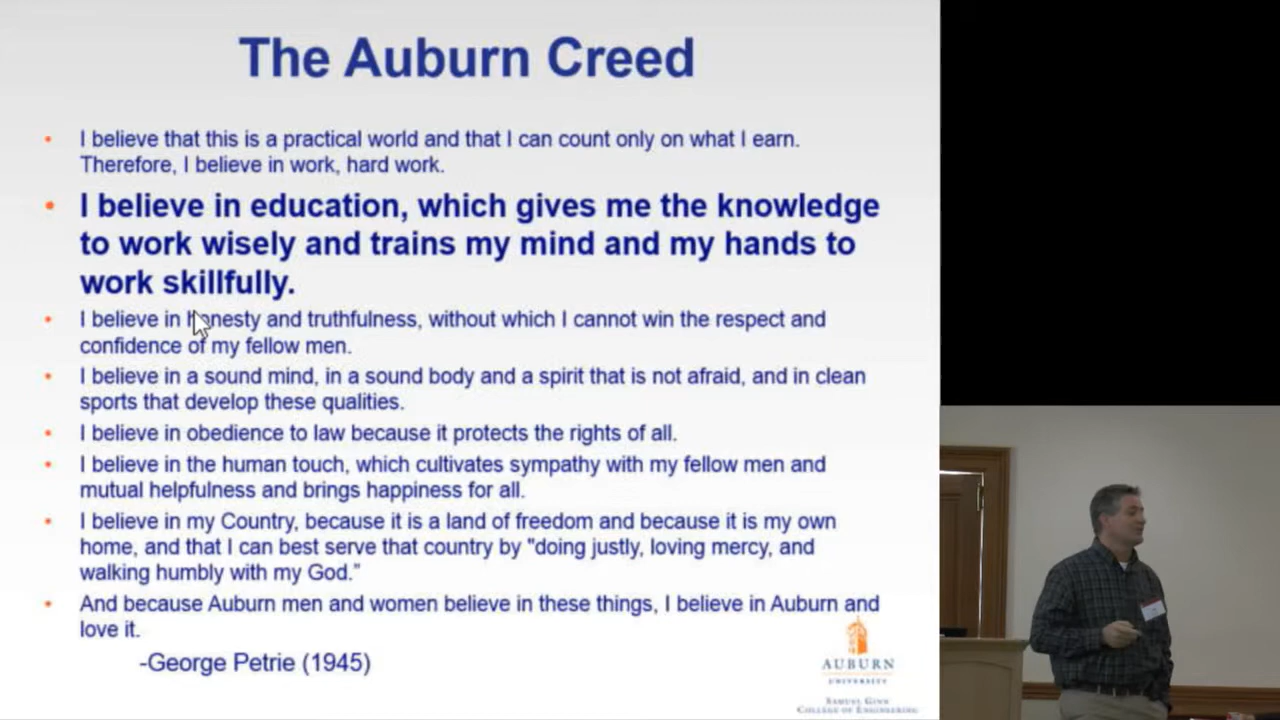 The Auburn Creed
I believe that this is a practical world and that I can count only on what I earn.
Therefore, I believe in work, hard work.
I believe in education, which gives me the knowledge
to work wisely and trains my mind and my hands to
work skillfully.
I believe in honesty and truthfulness, without which I cannot win the respect and
confidence of my fellow men.
I believe in a sound mind, in a sound body and a spirit that is not afraid, and in clean
sports that develop these qualities.
I believe in obedience to law because it protects the rights of all.
I believe in the human touch, which cultivates sympathy with my fellow men and
mutual helpfulness and brings happiness for all.
I believe in my Country, because it is a land of freedom and because it is my own
home, and that I can best serve that country by "doing justly, loving mercy, and
walking humbly with my God."
And because Auburn men and women believe in these things, I believe in Auburn and
love it.
-George Petrie (1945)
AUBURN
UNIVERSITY
SAMUEL GINN
COLLEGE OF ENGINEERING